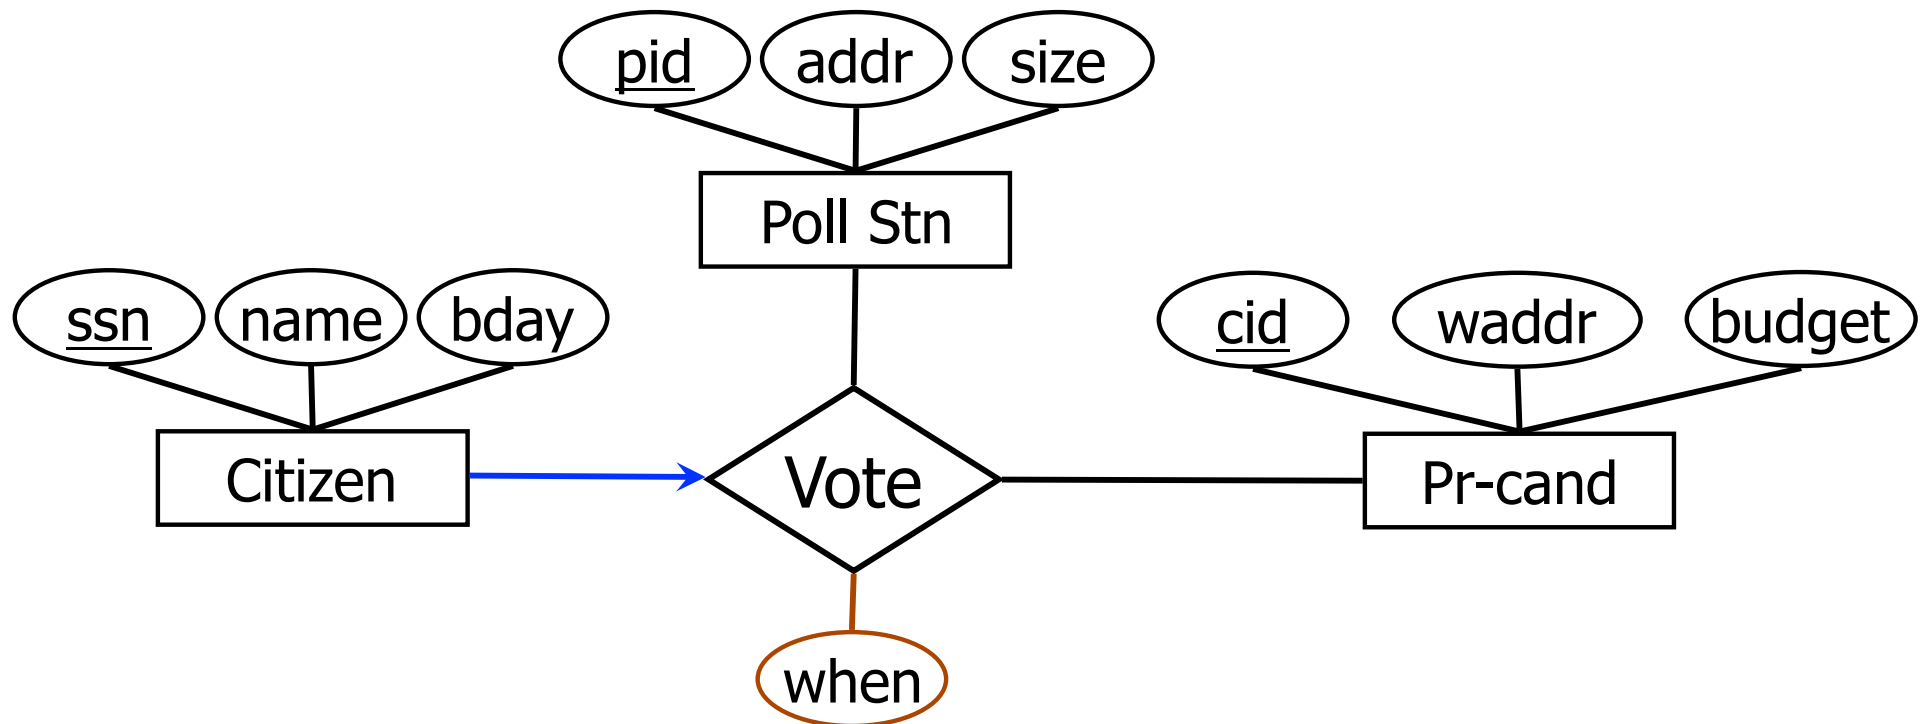 pid addr size
Poll Stn
ssn name bday
cid waddr budget
Citizen
Vote
Pr-cand
when